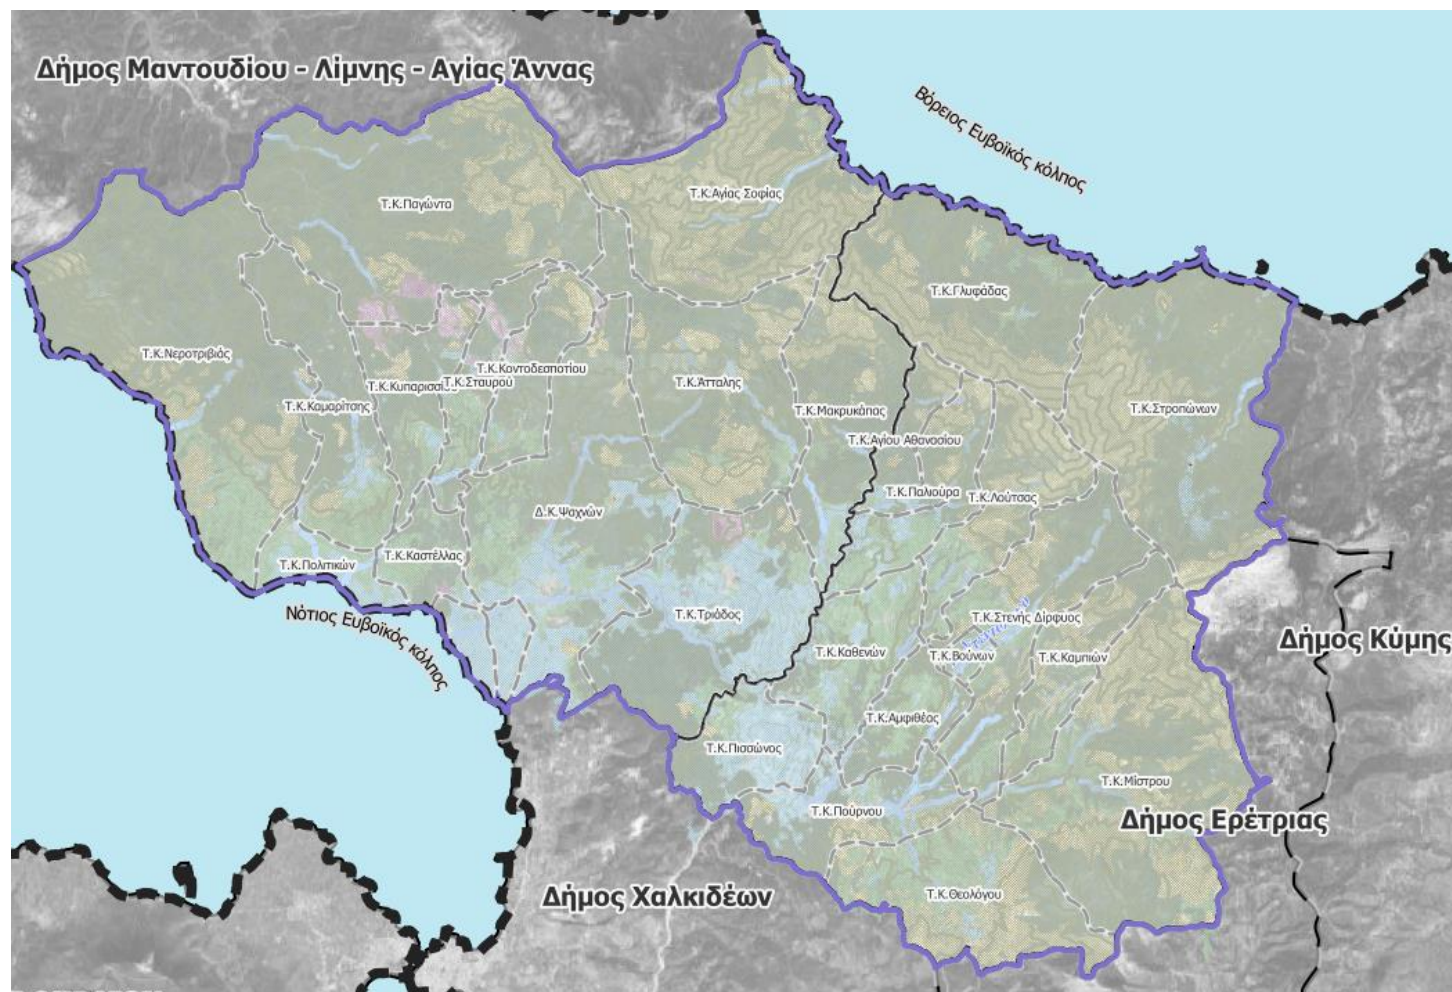 Δήμος Μαντουδίου - Λίμνης - Αγίας Άννας
Βόρειος Ευβοϊκός κόλπος
Τ.Κ.Αγίας Σοφίας
Τ.Κ.Παγώντα
Τ.Κ.Γλυφάδας
Τ.Κ.Νεροτριβιάς
Τ.Κ.Κοντοδεσποτίου
Τ.Κ.Σταυρού
Τ.Κ.Άτταλης
Τ.Κ.Καμαρίτσης
Τ.Κ.Μακρυκάπας
Τ.Κ.Στροπώνων
Τ.Κ.Αγίου Αθανασίου
Τ.Κ.Παλιούρα
Τ.Κ.Λούτσας
Δ.Κ.Ψαχνών
Τ.Κ.Καστέλλας
Τ.Κ.Πολιτικών
Νότιος Ευβοϊκός κόλπος
Τ.Κ.Τριάδος
Τ.Κ.Στενής Δίρφυος
Δήμος Κύμης
Τ.Κ.Καθενών
Τ.Κ.Βούνων
Τ.Κ.Καμπιών
Τ.Κ.Αμφιθέας
Τ.Κ.Πισσώνος
Τ.Κ.Μίστρου
Τ.Κ.Πούρνου
Δήμος Ερέτριας
Δήμος Χαλκιδέων
Τ.Κ.Θεολόγου